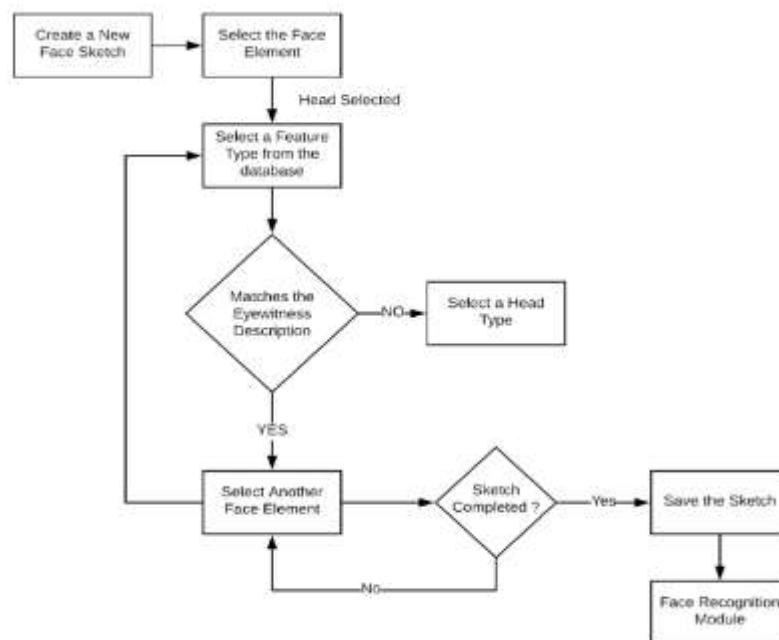 Create a New
Face Sketch
Select the Face
Element
Head Selected
Select a Feature
Type from the
database
Matches the
Eyewitness
Description
NO
Select a Head
Type
YES
Select Another
Face Element
Sketch
Completed ?
Yes
Save the Sketch
No
Face Recognition
Module